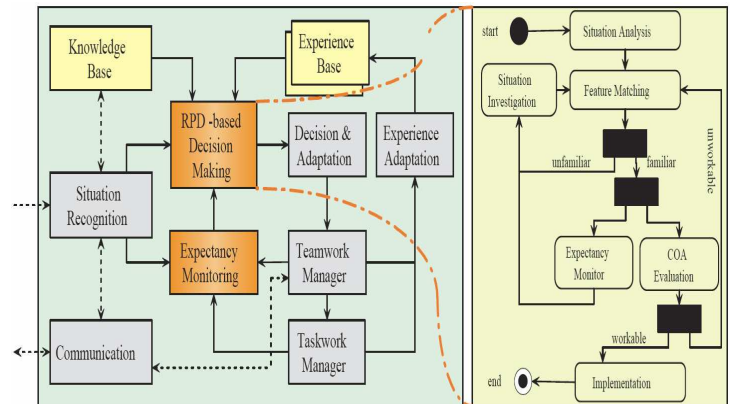 Knowledge
Base
Experience
Base
RPD -based
Decision
Making
Decision &
Adaptation
Experience
Adaptation
Situation
Recognition
Expectancy
Monitoring
Teamwork
Manager
Communication
Taskwork
Manager
start
Situation Analysis
Situation
Investigation
Feature Matching
unfamiliar
familiar
unworkable
Expectancy
Monitor
COA
Evaluation
workable
end
Implementation